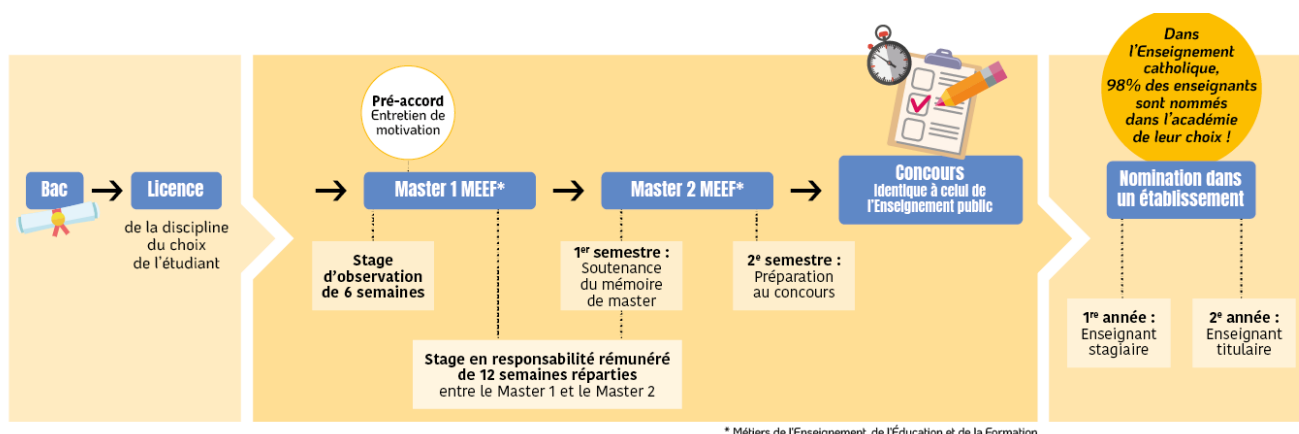 Bac
Licence
de la discipline
du choix
de l'étudiant
Pré-accord
Entretien de
motivation
Master 1 MEEF*
Stage
d'observation
de 6 semaines
Master 2 MEEF*
1er semestre :
Soutenance
du mémoire
de master
2e semestre :
Préparation
au concours
Stage en responsabilité rémunéré
de 12 semaines réparties
entre le Master 1 et le Master 2
Concours
Identique à celui de
l'Enseignement public
Dans
l'Enseignement
catholique,
98% des enseignants
sont nommés
dans l'académie
de leur choix !
Nomination dans
un établissement
1re année :
Enseignant
stagiaire
2e année :
Enseignant
titulaire
* Métiers de l'Enseignement, de l'Éducation et de la Formation